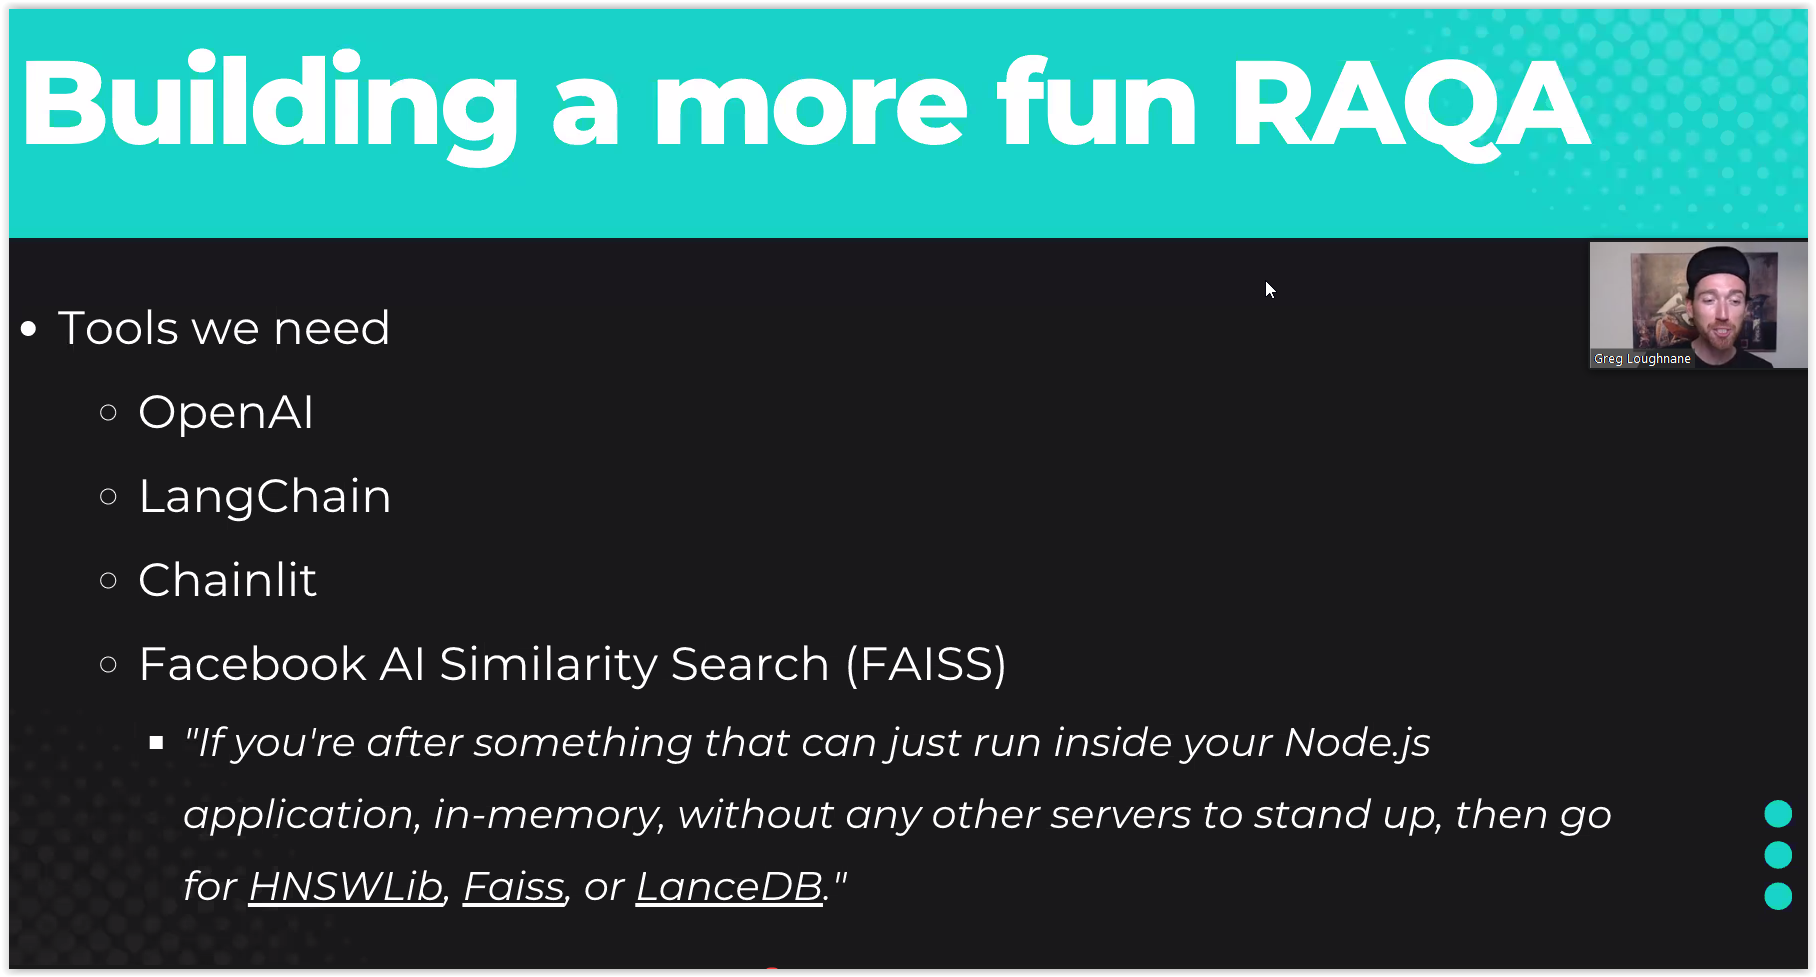 Building a more fun RAQA
Greg Loughnane
Tools we need
OpenAI
LangChain
Chainlit
Facebook AI Similarity Search (FAISS)
"If you're after something that can just run inside your Node.js
application, in-memory, without any other servers to stand up, then go
for HNSWLib, Faiss, or LanceDB."